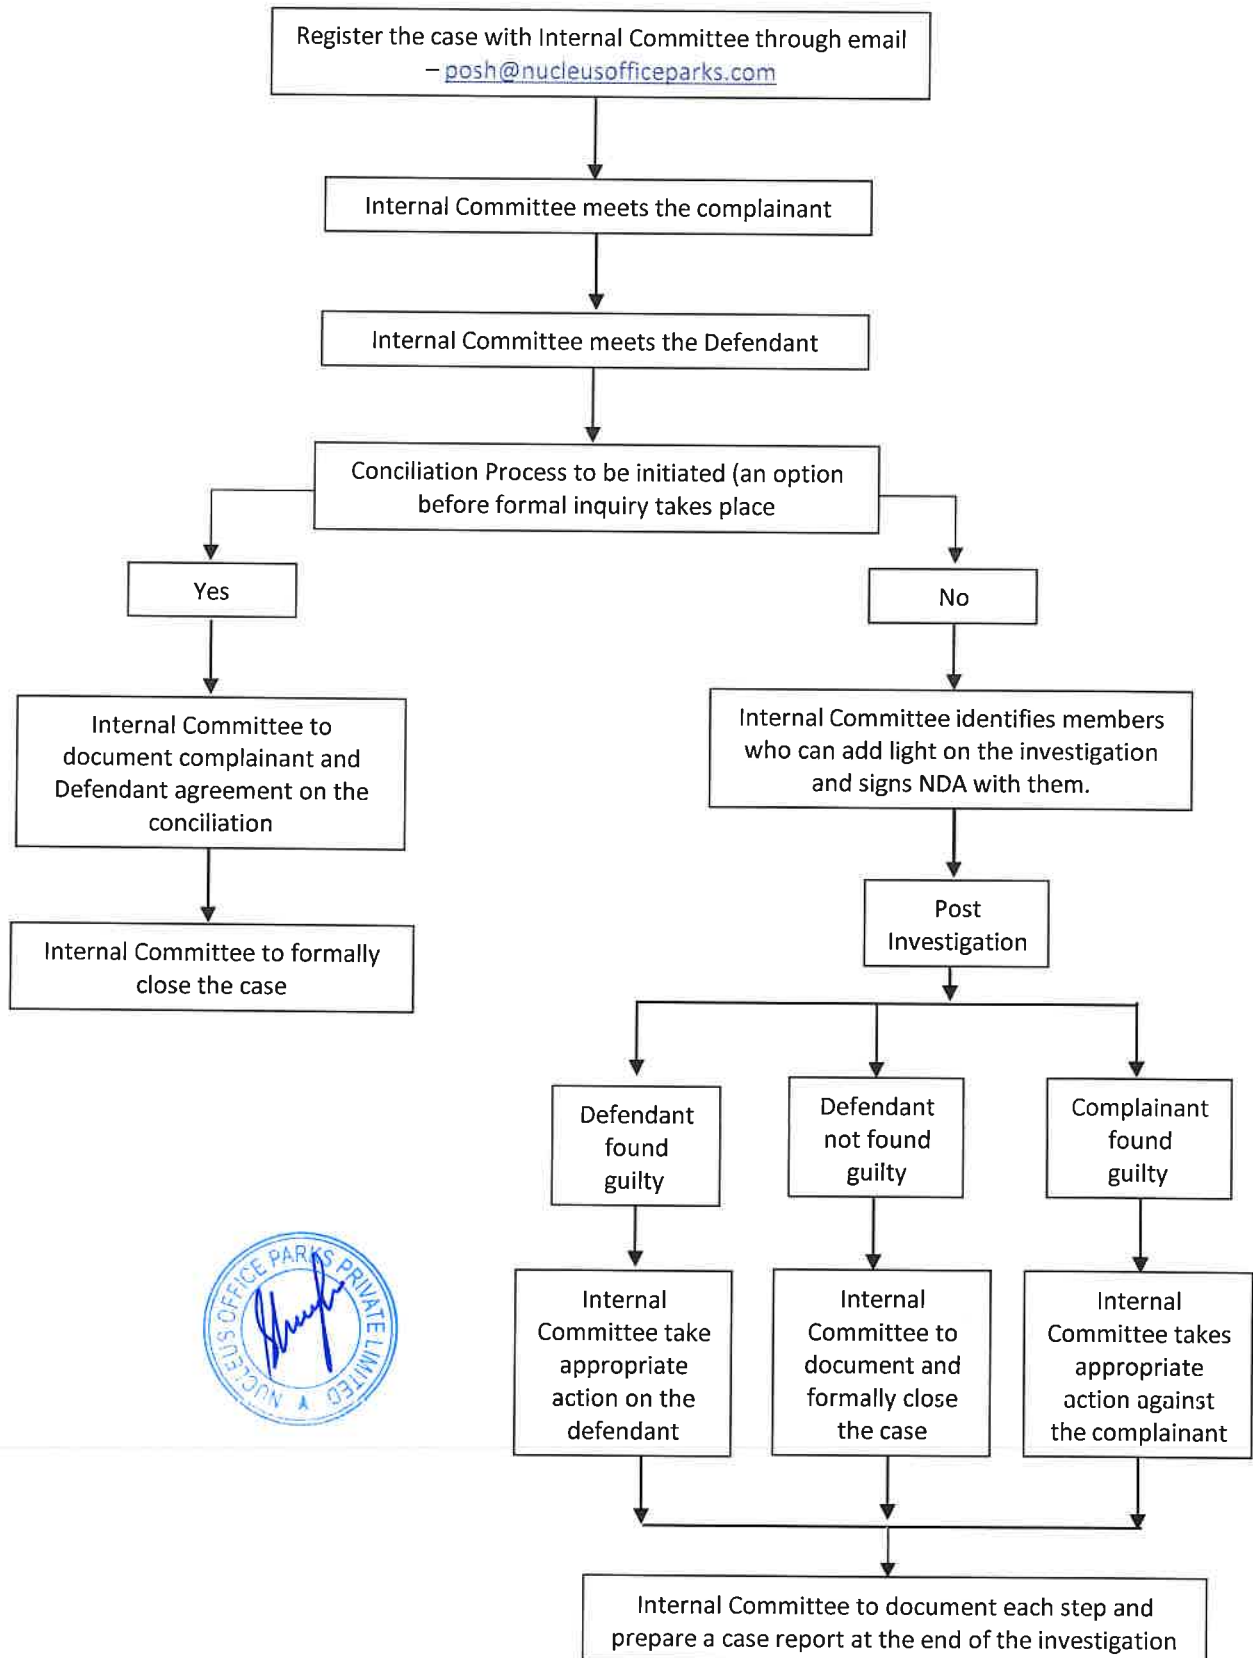 Register the case with Internal Committee through email
– posh@nucleusofficeparks.com
Internal Committee meets the complainant
Internal Committee meets the Defendant
Conciliation Process to be initiated (an option
before formal inquiry takes place
Yes
No
Internal Committee to
document complainant and
Defendant agreement on the
conciliation
Internal Committee identifies members
who can add light on the investigation
and signs NDA with them.
Internal Committee to formally
close the case
Post
Investigation
Defendant
found
guilty
Defendant
not found
guilty
Complainant
found
guilty
Internal
Committee take
appropriate
action on the
defendant
Internal
Committee to
document and
formally close
the case
Internal
Committee takes
appropriate
action against
the complainant
NUCLEUS OFFICE PARKS PRIVATE LIMITED
Internal Committee to document each step and
prepare a case report at the end of the investigation